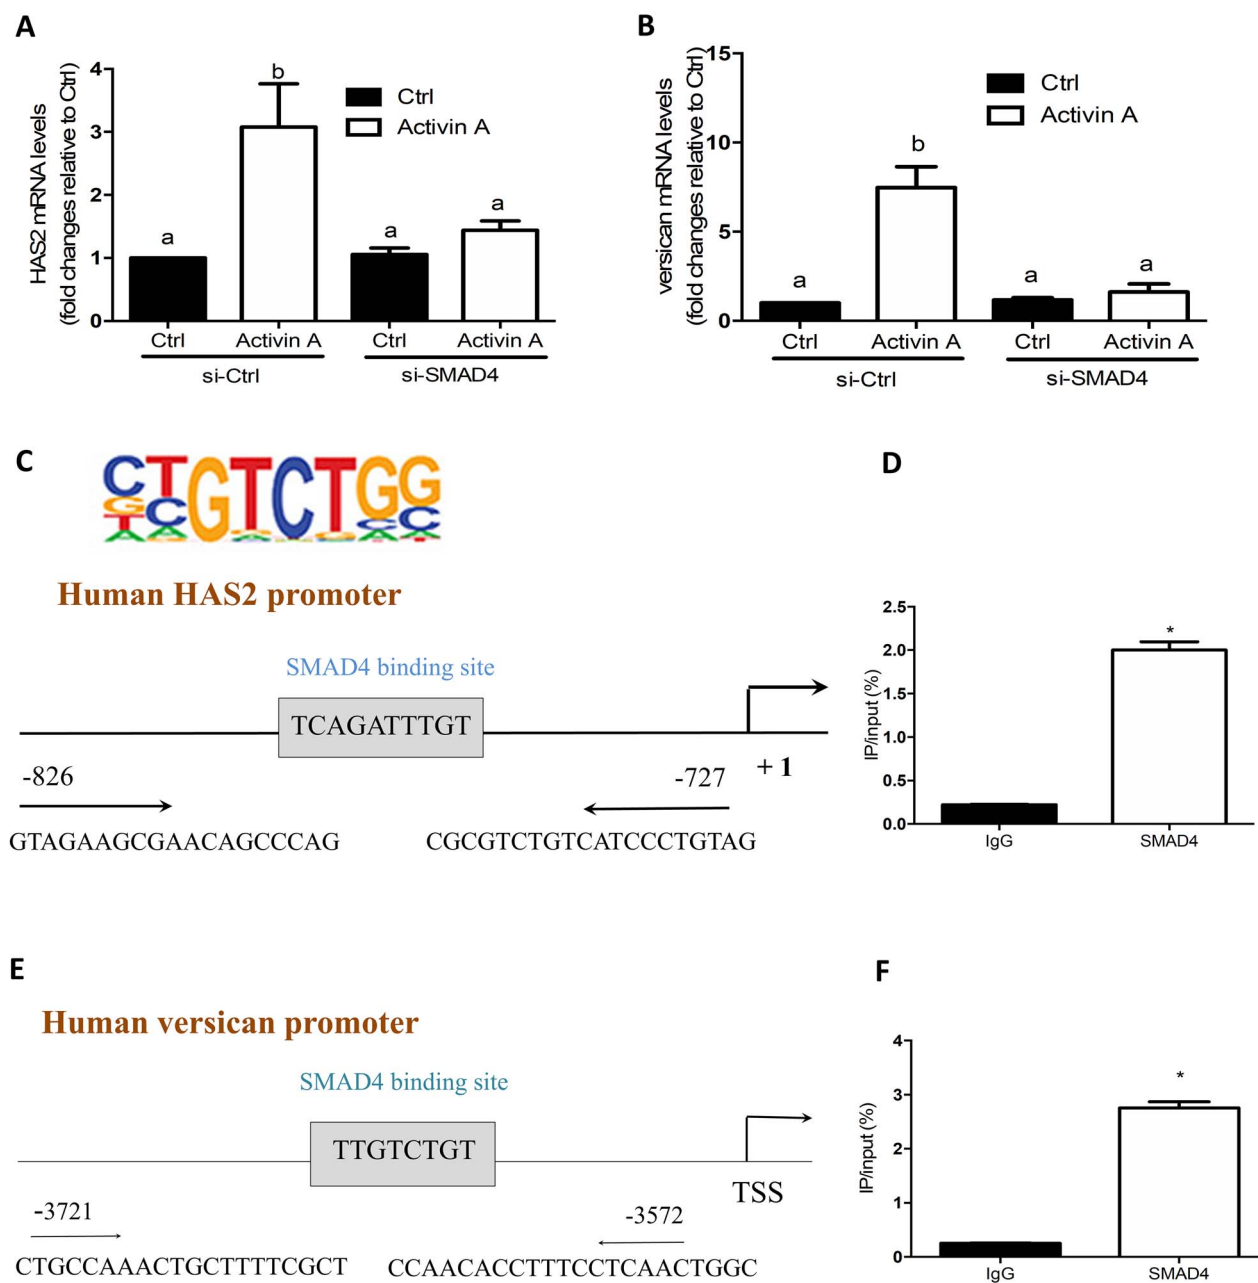 A
HAS2 mRNA levels
(fold changes relative to Ctrl)
4
3
2
1
0
a
b
a
a
Ctrl
Activin A
Ctrl
Activin A
Ctrl
Activin A
si-Ctrl
si-SMAD4
B
versican mRNA levels
(fold changes relative to Ctrl)
15
10
5
0
a
b
a
a
Ctrl
Activin A
Ctrl
Activin A
Ctrl
Activin A
si-Ctrl
si-SMAD4
C
CTGTCTGG
Human HAS2 promoter
SMAD4 binding site
TCAGATTTGT
-826
-727
+ 1
GTAGAAGCGAACAGCCCAG
CGCGTCTGTCATCCCTGTAG
D
IP/input (%)
2.5
2.0
1.5
1.0
0.5
0.0
*
IgG
SMAD4
E
Human versican promoter
SMAD4 binding site
TTGTCTGT
TSS
-3721
-3572
CTGCCAAACTGCTTTTCGCT
CCAACACCTTTCCTCAACTGGC
F
IP/input (%)
4
3
2
1
0
*
IgG
SMAD4